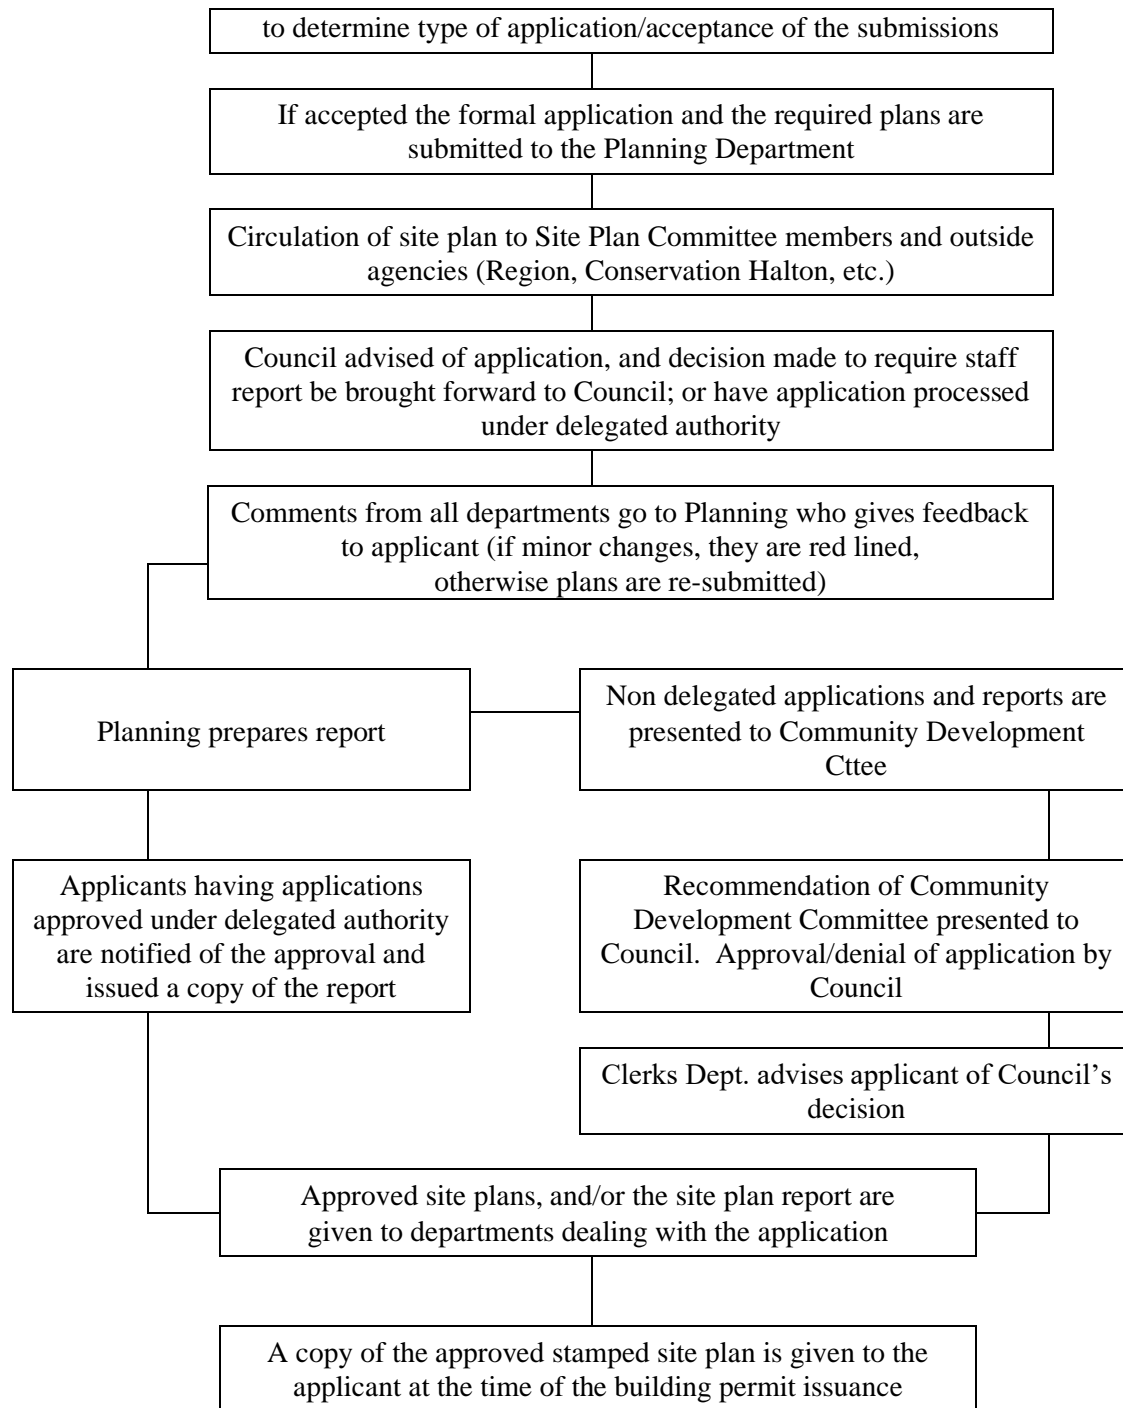 to determine type of application/acceptance of the submissions
If accepted the formal application and the required plans are
submitted to the Planning Department
Circulation of site plan to Site Plan Committee members and outside
agencies (Region, Conservation Halton, etc.)
Council advised of application, and decision made to require staff
report be brought forward to Council; or have application processed
under delegated authority
Comments from all departments go to Planning who gives feedback
to applicant (if minor changes, they are red lined,
otherwise plans are re-submitted)
Planning prepares report
Non delegated applications and reports are
presented to Community Development
Cttee
Applicants having applications
approved under delegated authority
are notified of the approval and
issued a copy of the report
Recommendation of Community
Development Committee presented to
Council.  Approval/denial of application by
Council
Clerks Dept. advises applicant of Council’s
decision
Approved site plans, and/or the site plan report are
given to departments dealing with the application
A copy of the approved stamped site plan is given to the
applicant at the time of the building permit issuance